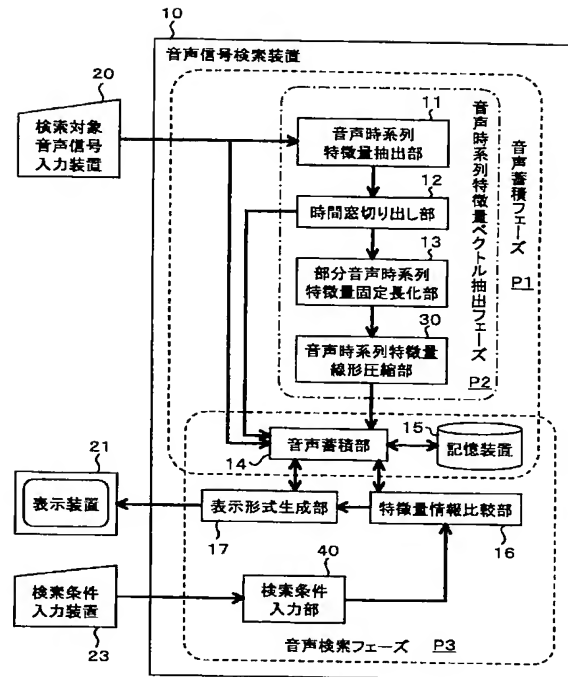 10
音声信号検索装置
20
検索対象
音声信号
入力装置
11
音声時系列
特徴量抽出部
12
時間窓切り出し部
13
部分音声時系列
特徴量固定長化部
30
音声時系列特徴量
線形圧縮部
音声時系列特徴量ベクトル抽出フェーズ
P2
音声蓄積フェーズ
P1
音声蓄積部
14
15
記憶装置
21
表示装置
表示形式生成部
17
特徴量情報比較部
16
検索条件
入力装置
23
40
検索条件
入力部
音声検索フェーズ P3